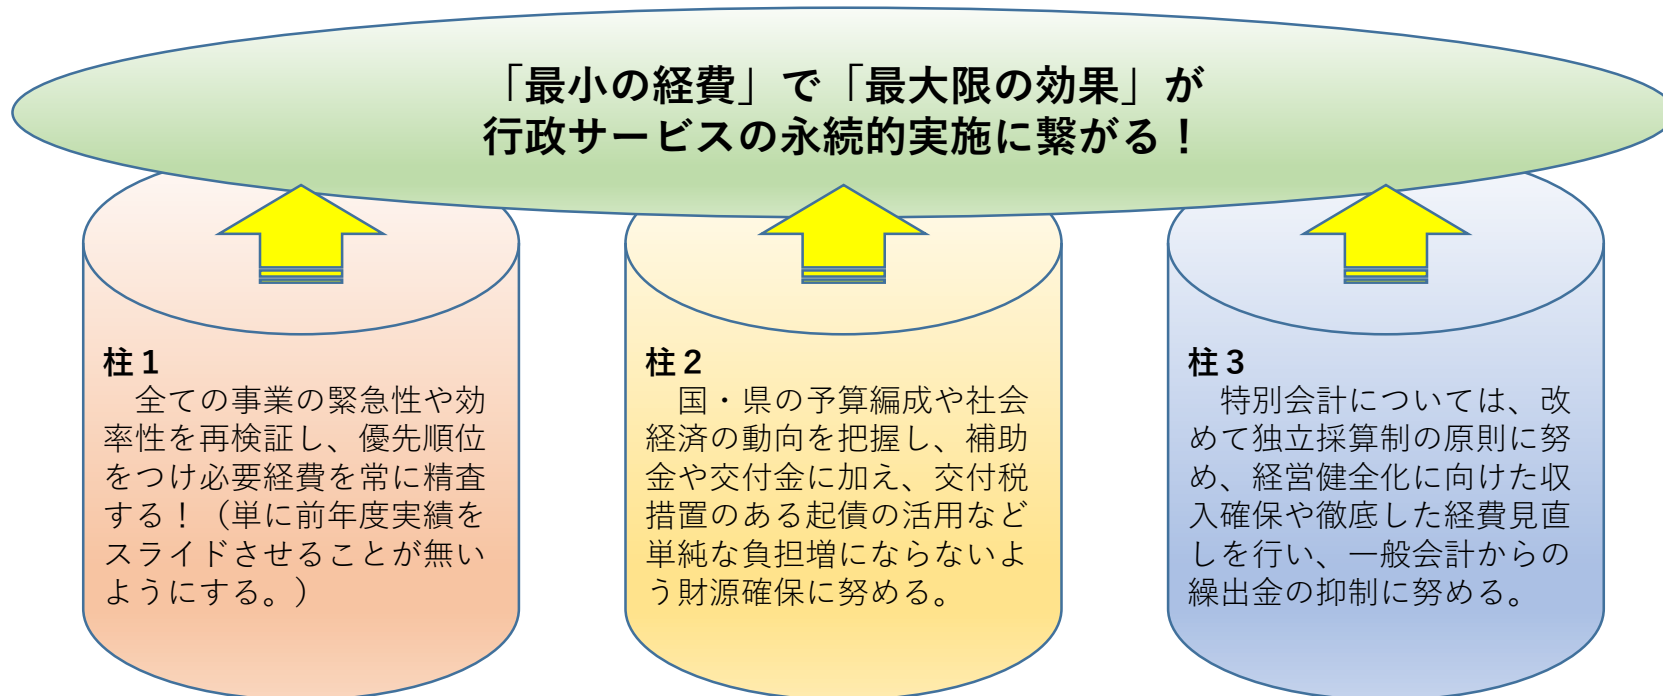 「最小の経費」で「最大限の効果」が
行政サービスの永続的実施に繋がる！
柱１
　全ての事業の緊急性や効
率性を再検証し、優先順位
をつけ必要経費を常に精査
する！（単に前年度実績を
スライドさせることが無い
ようにする。）
柱２
　国・県の予算編成や社会
経済の動向を把握し、補助
金や交付金に加え、交付税
措置のある起債の活用など
単純な負担増にならないよ
う財源確保に努める。
柱３
　特別会計については、改
めて独立採算制の原則に努
め、経営健全化に向けた収
入確保や徹底した経費見直
しを行い、一般会計からの
繰出金の抑制に努める。